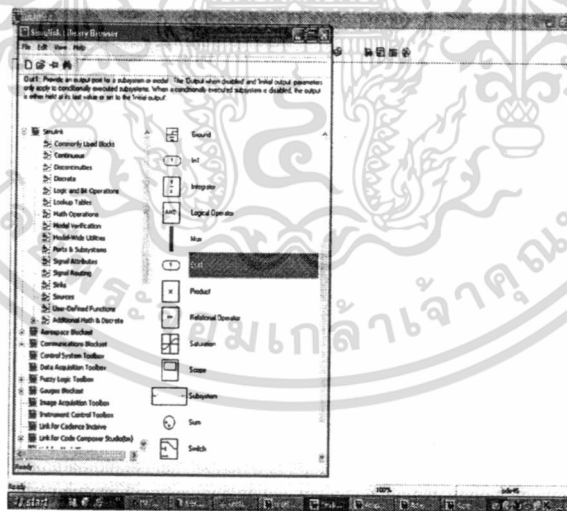 Simulink Library Browser
File Edit View Help
Out1: Provide an output port for a subsystem or model. The 'Output when disabled' and 'Initial output' parameters
only apply to conditionally executed subsystems. When a conditionally executed subsystem is disabled, the output
is either held at its last value or set to the 'Initial output'.
Simulink
Commonly Used Blocks
Continuous
Discontinuities
Discrete
Logic and Bit Operations
Lookup Tables
Math Operations
Model Verification
Model-Wide Utilities
Ports & Subsystems
Signal Attributes
Signal Routing
Sinks
Sources
User-Defined Functions
Additional Math & Discrete
Aerospace Blockset
Communications Blockset
Control System Toolbox
Data Acquisition Toolbox
Fuzzy Logic Toolbox
Gauges Blockset
Image Acquisition Toolbox
Instrument Control Toolbox
Link for Cadence Incisive
Link for Code Composer Studio(tm)
Ground
In1
Integrator
AND Logical Operator
Mux
Out1
Product
Relational Operator
Saturation
Scope
Subsystem
Sum
Switch
Ready
Ready
100%
ode45
start